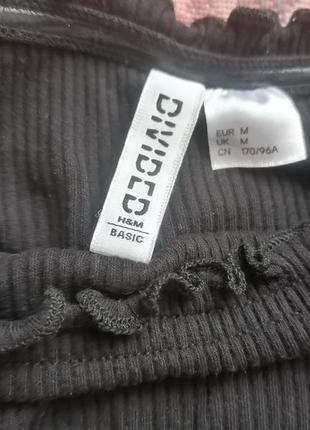 DIVIDED
H&M
BASIC
EUR M
UK M
CN 170/96A